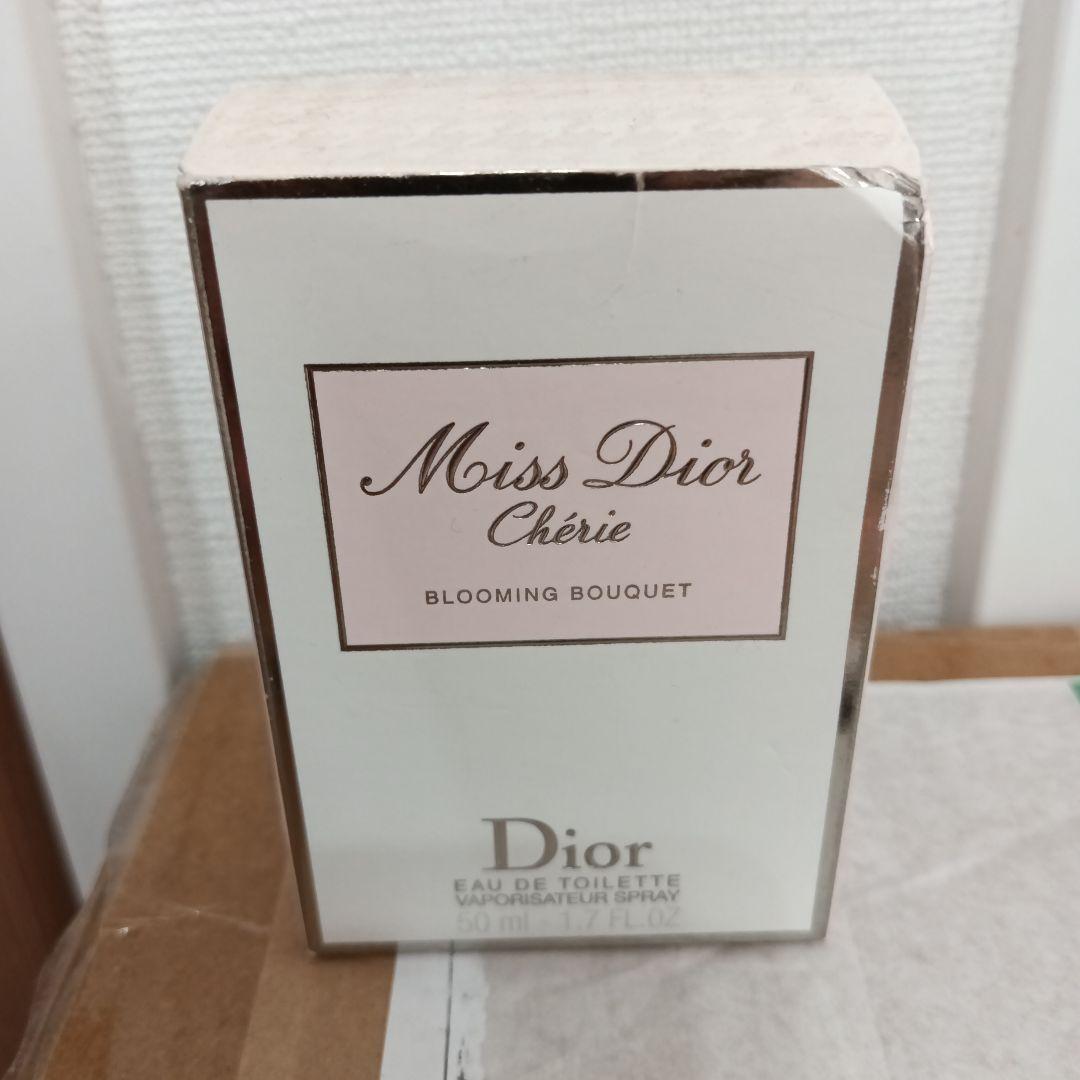 Miss Dior
Chérie
BLOOMING BOUQUET
Dior
EAU DE TOILETTE
VAPORISATEUR SPRAY
50 ml - 1.7 FL.OZ